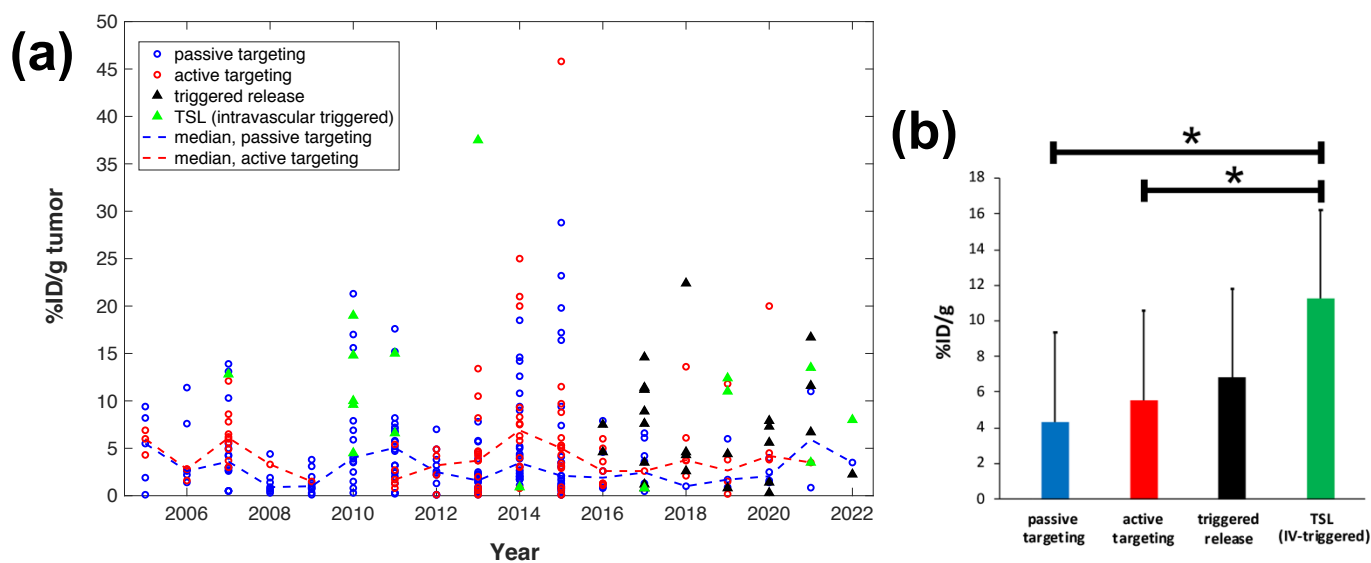 (a)
50
45
40
35
30
25
20
15
10
5
0
%ID/g tumor
passive targeting
active targeting
triggered release
TSL (intravascular triggered)
median, passive targeting
median, active targeting
2006 2008 2010 2012 2014 2016 2018 2020 2022
Year
(b)
*
*
18
16
14
12
10
8
6
4
2
0
%ID/g
passive targeting
active targeting
triggered release
TSL (IV-triggered)